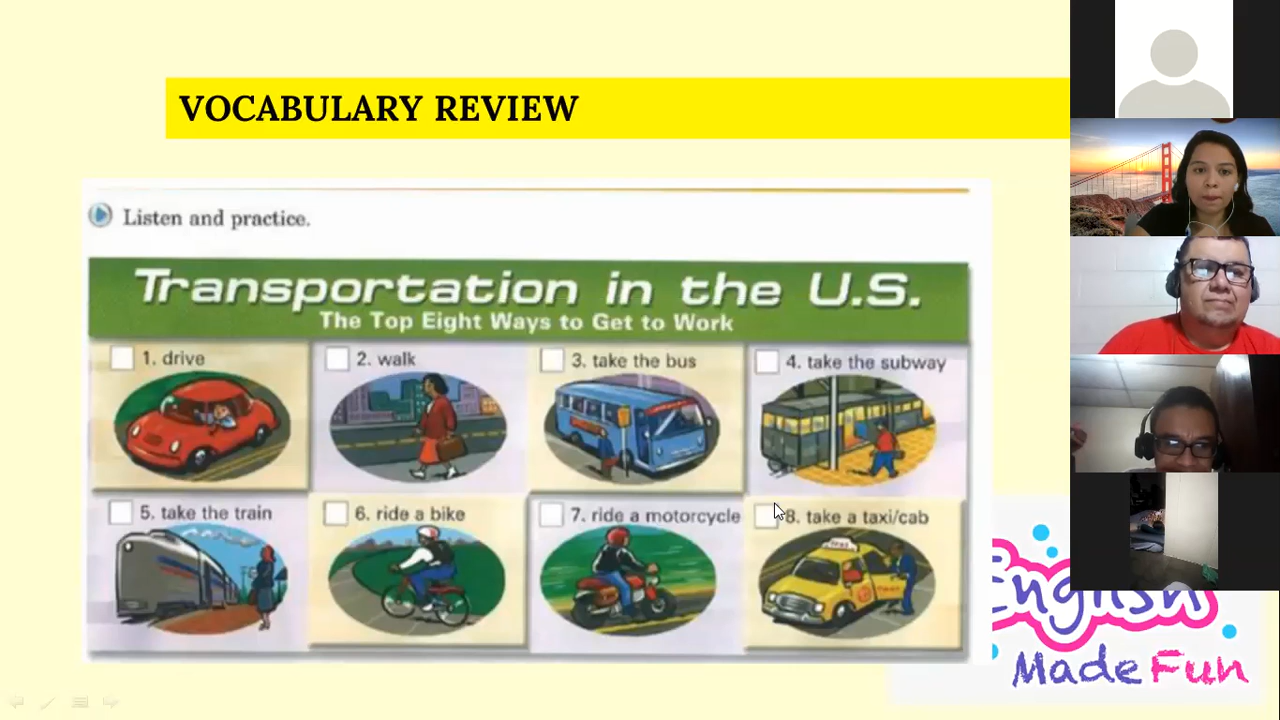 VOCABULARY REVIEW
Listen and practice.
Transportation in the U.S.
The Top Eight Ways to Get to Work
1. drive
2. walk
3. take the bus
4. take the subway
5. take the train
6. ride a bike
7. ride a motorcycle
8. take a taxi/cab
English
Made Fun